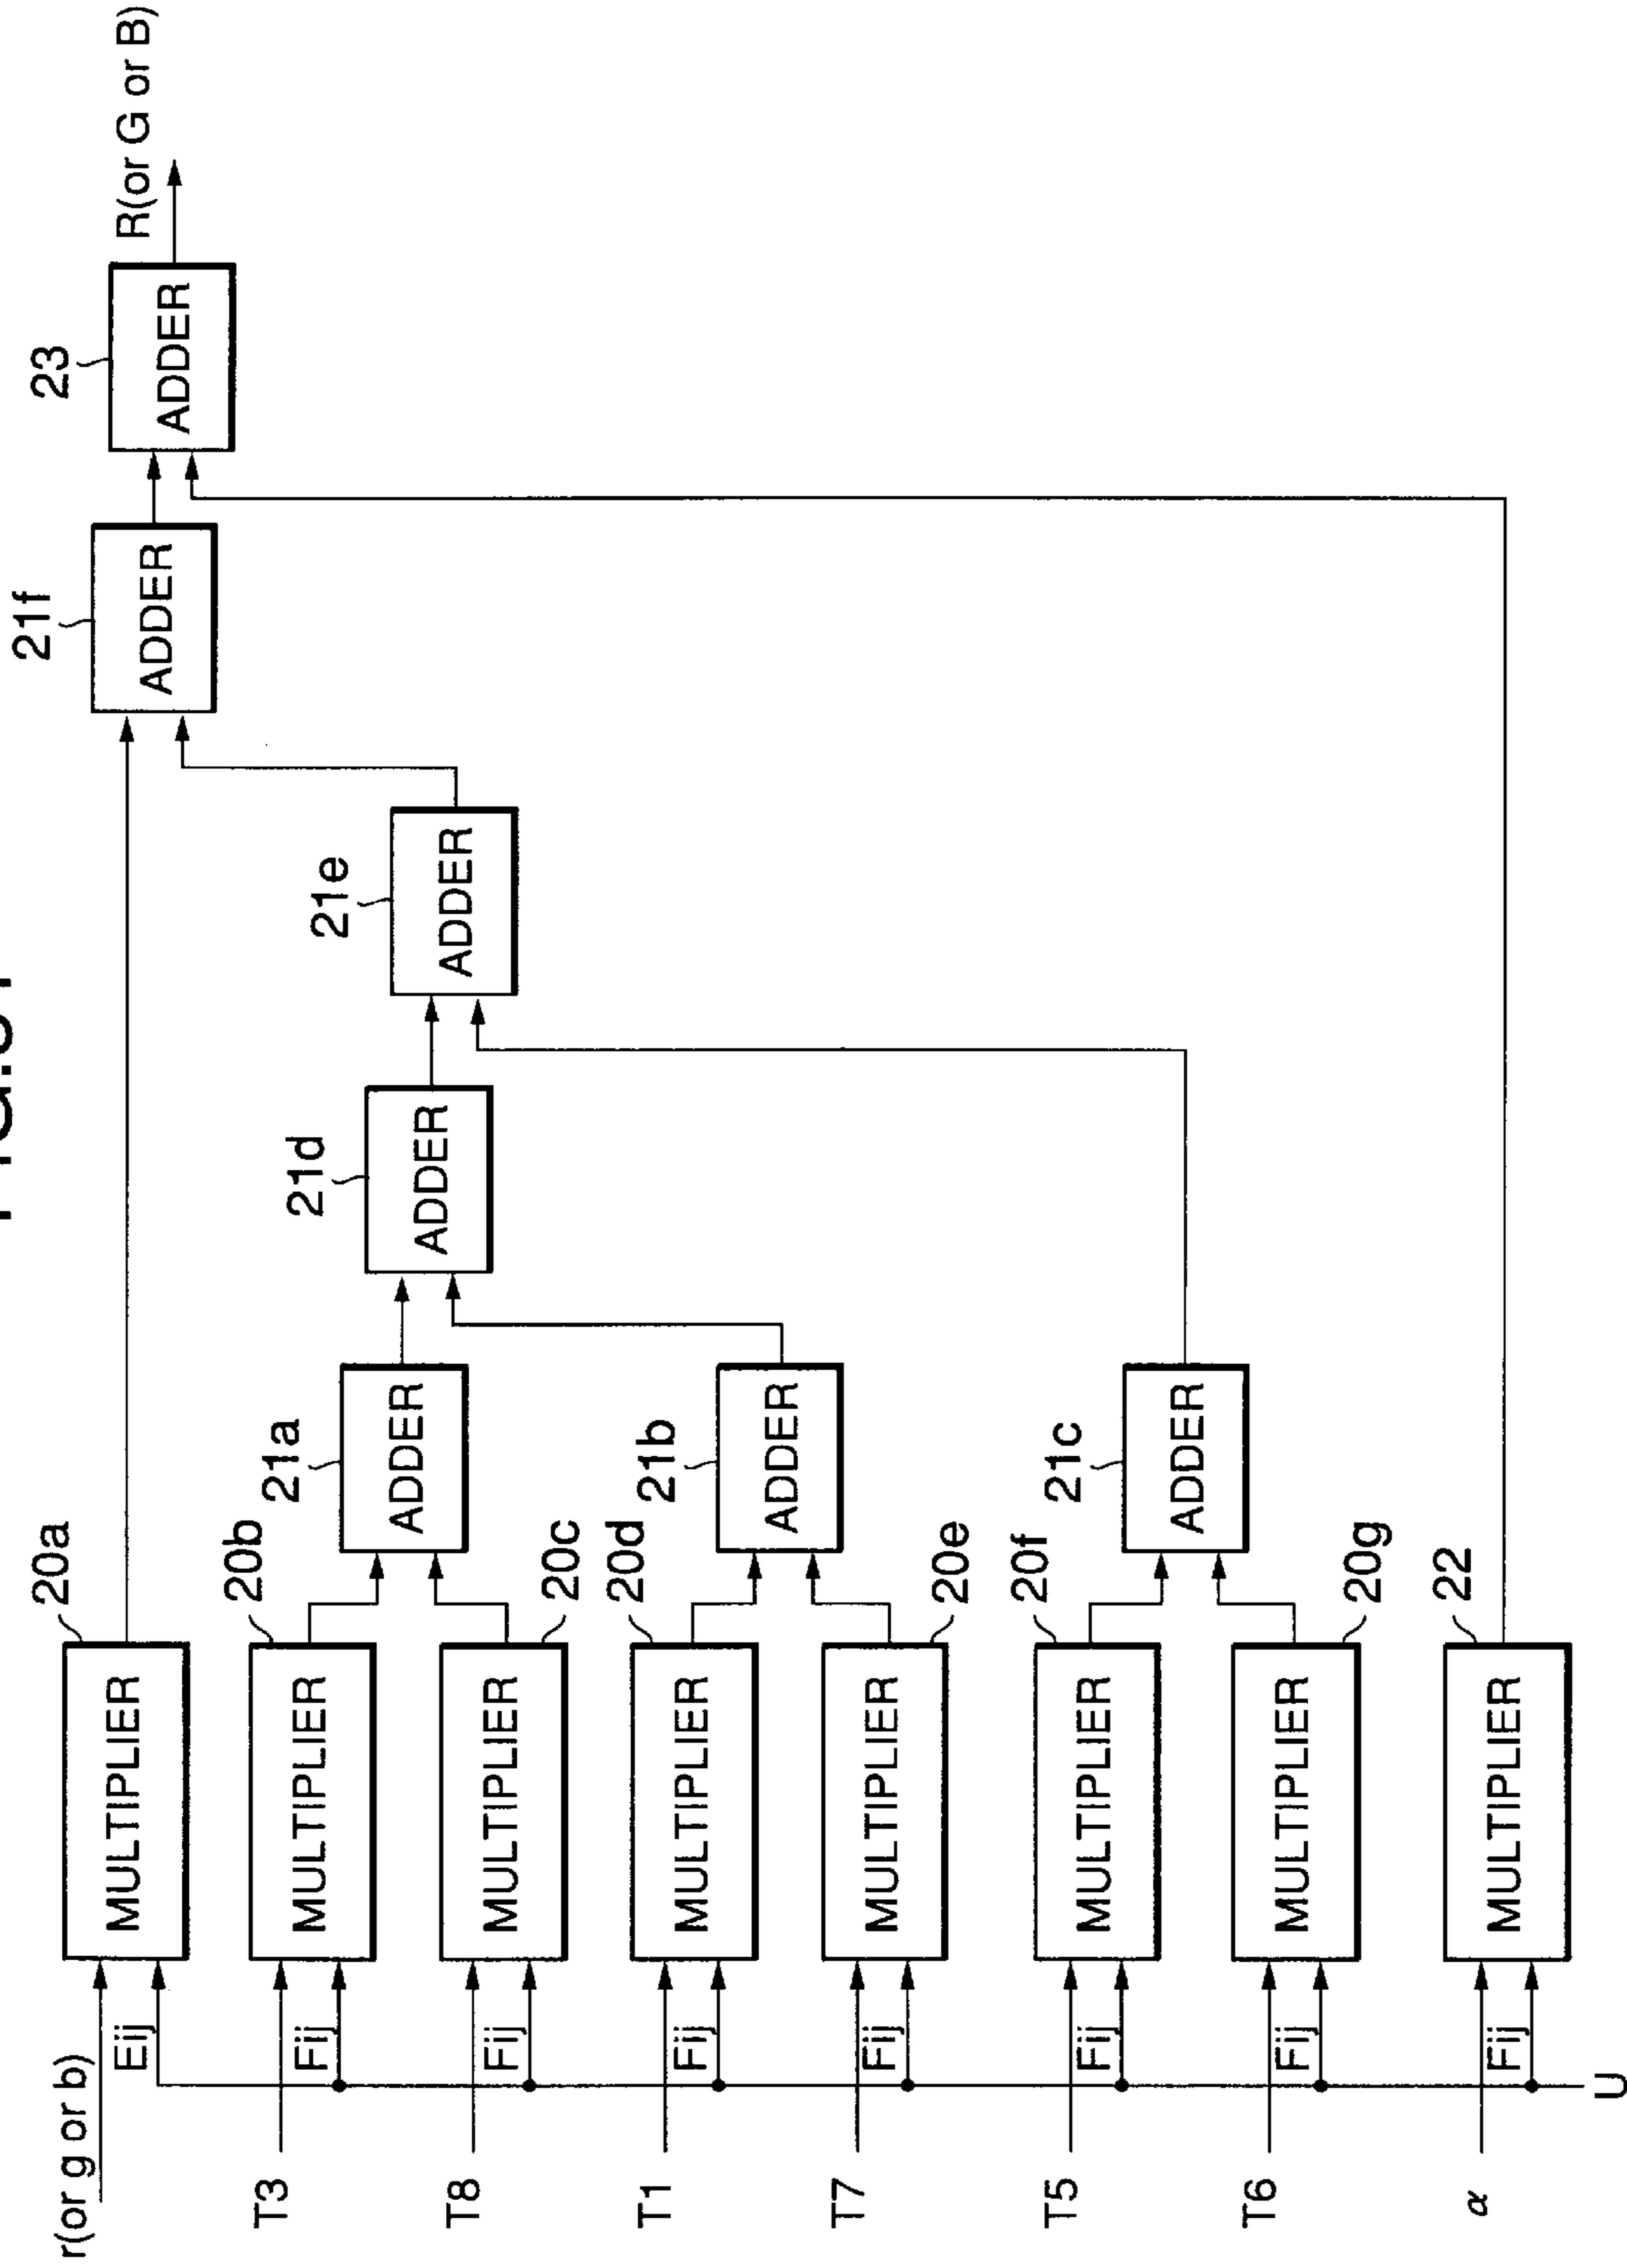 23
R(or G or B)
ADDER
21f
ADDER
21e
ADDER
21d
ADDER
21a
ADDER
21b
ADDER
21c
ADDER
20a
MULTIPLIER
20b
MULTIPLIER
20c
MULTIPLIER
20d
MULTIPLIER
20e
MULTIPLIER
20f
MULTIPLIER
20g
MULTIPLIER
22
MULTIPLIER
r(or g or b)
Eij
T3
Fij
T8
Fij
T1
Fij
T7
Fij
T5
Fij
T6
Fij
α
Fij
U